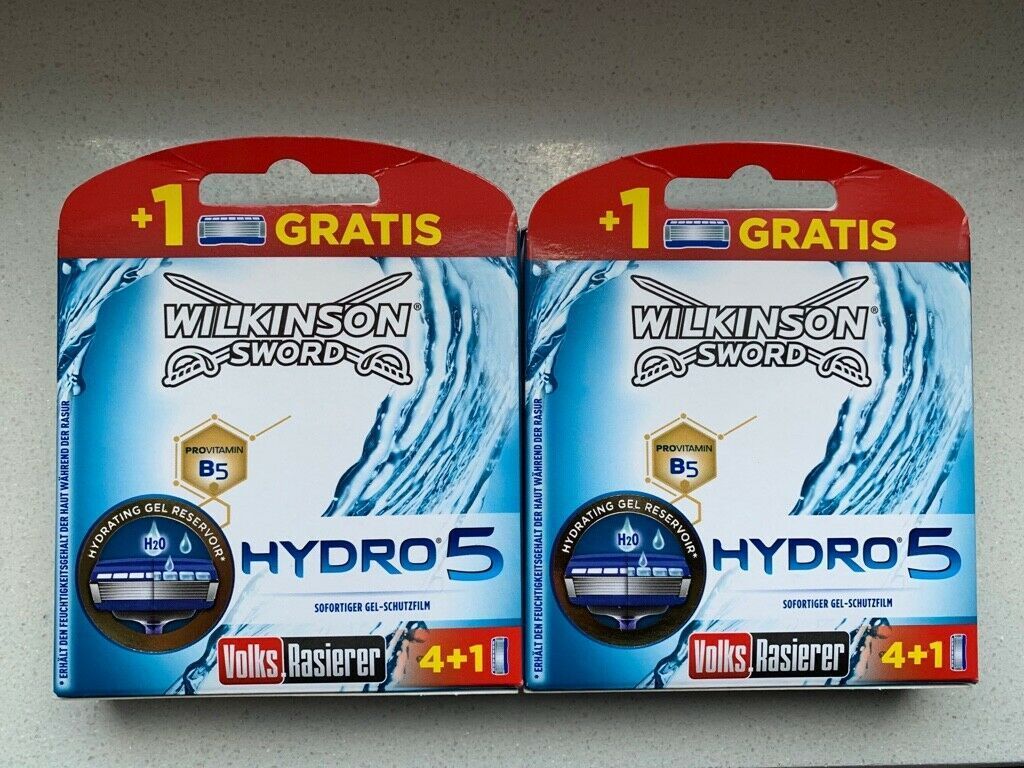 +1 GRATIS
WILKINSON®
SWORD
PROVITAMIN
B5
HYDRATING GEL RESERVOIR*
H2O
HYDRO®5
SOFORTIGER GEL-SCHUTZFILM
Volks.Rasierer
4+1
* ERHÄLT DEN FEUCHTIGKEITSGEHALT DER HAUT WÄHREND DER RASUR
+1 GRATIS
WILKINSON®
SWORD
PROVITAMIN
B5
HYDRATING GEL RESERVOIR*
H2O
HYDRO®5
SOFORTIGER GEL-SCHUTZFILM
Volks.Rasierer
4+1
* ERHÄLT DEN FEUCHTIGKEITSGEHALT DER HAUT WÄHREND DER RASUR